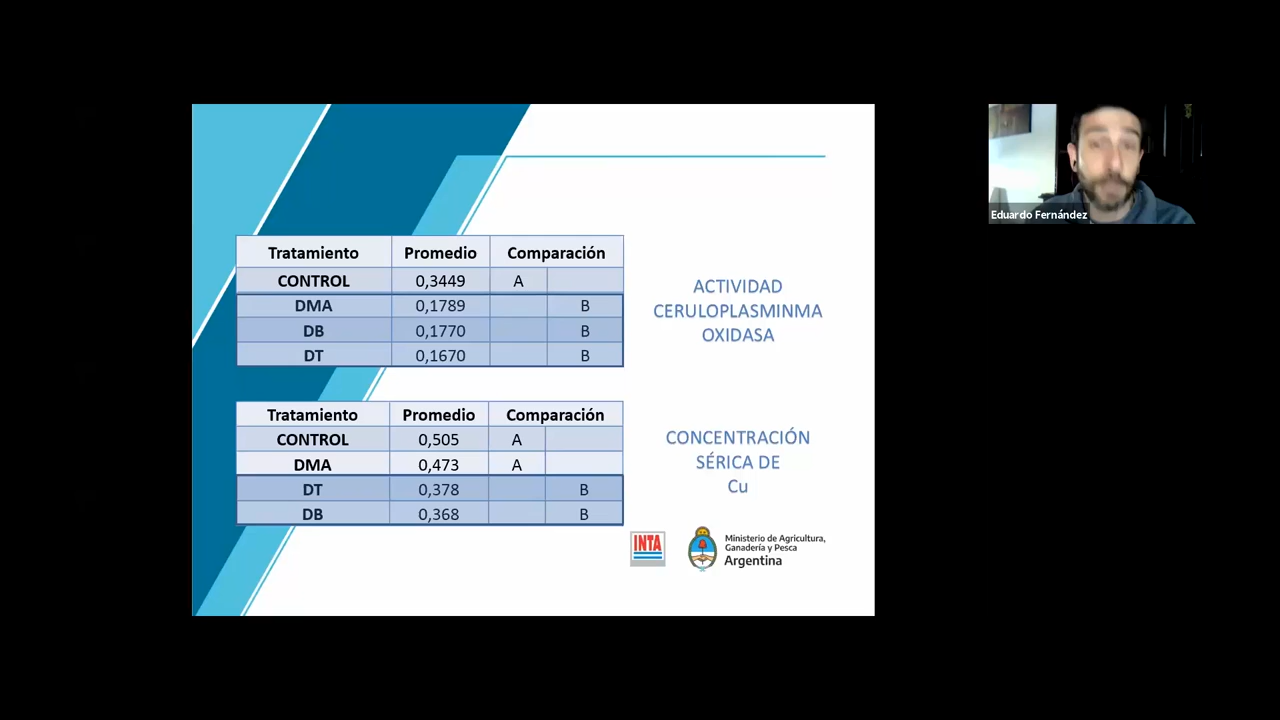 Tratamiento Promedio Comparación
CONTROL 0,3449 A
DMA 0,1789 B
DB 0,1770 B
DT 0,1670 B
ACTIVIDAD
CERULOPLASMINMA
OXIDASA
Tratamiento Promedio Comparación
CONTROL 0,505 A
DMA 0,473 A
DT 0,378 B
DB 0,368 B
CONCENTRACIÓN
SÉRICA DE
Cu
INTA
Ministerio de Agricultura,
Ganadería y Pesca
Argentina
Eduardo Fernández